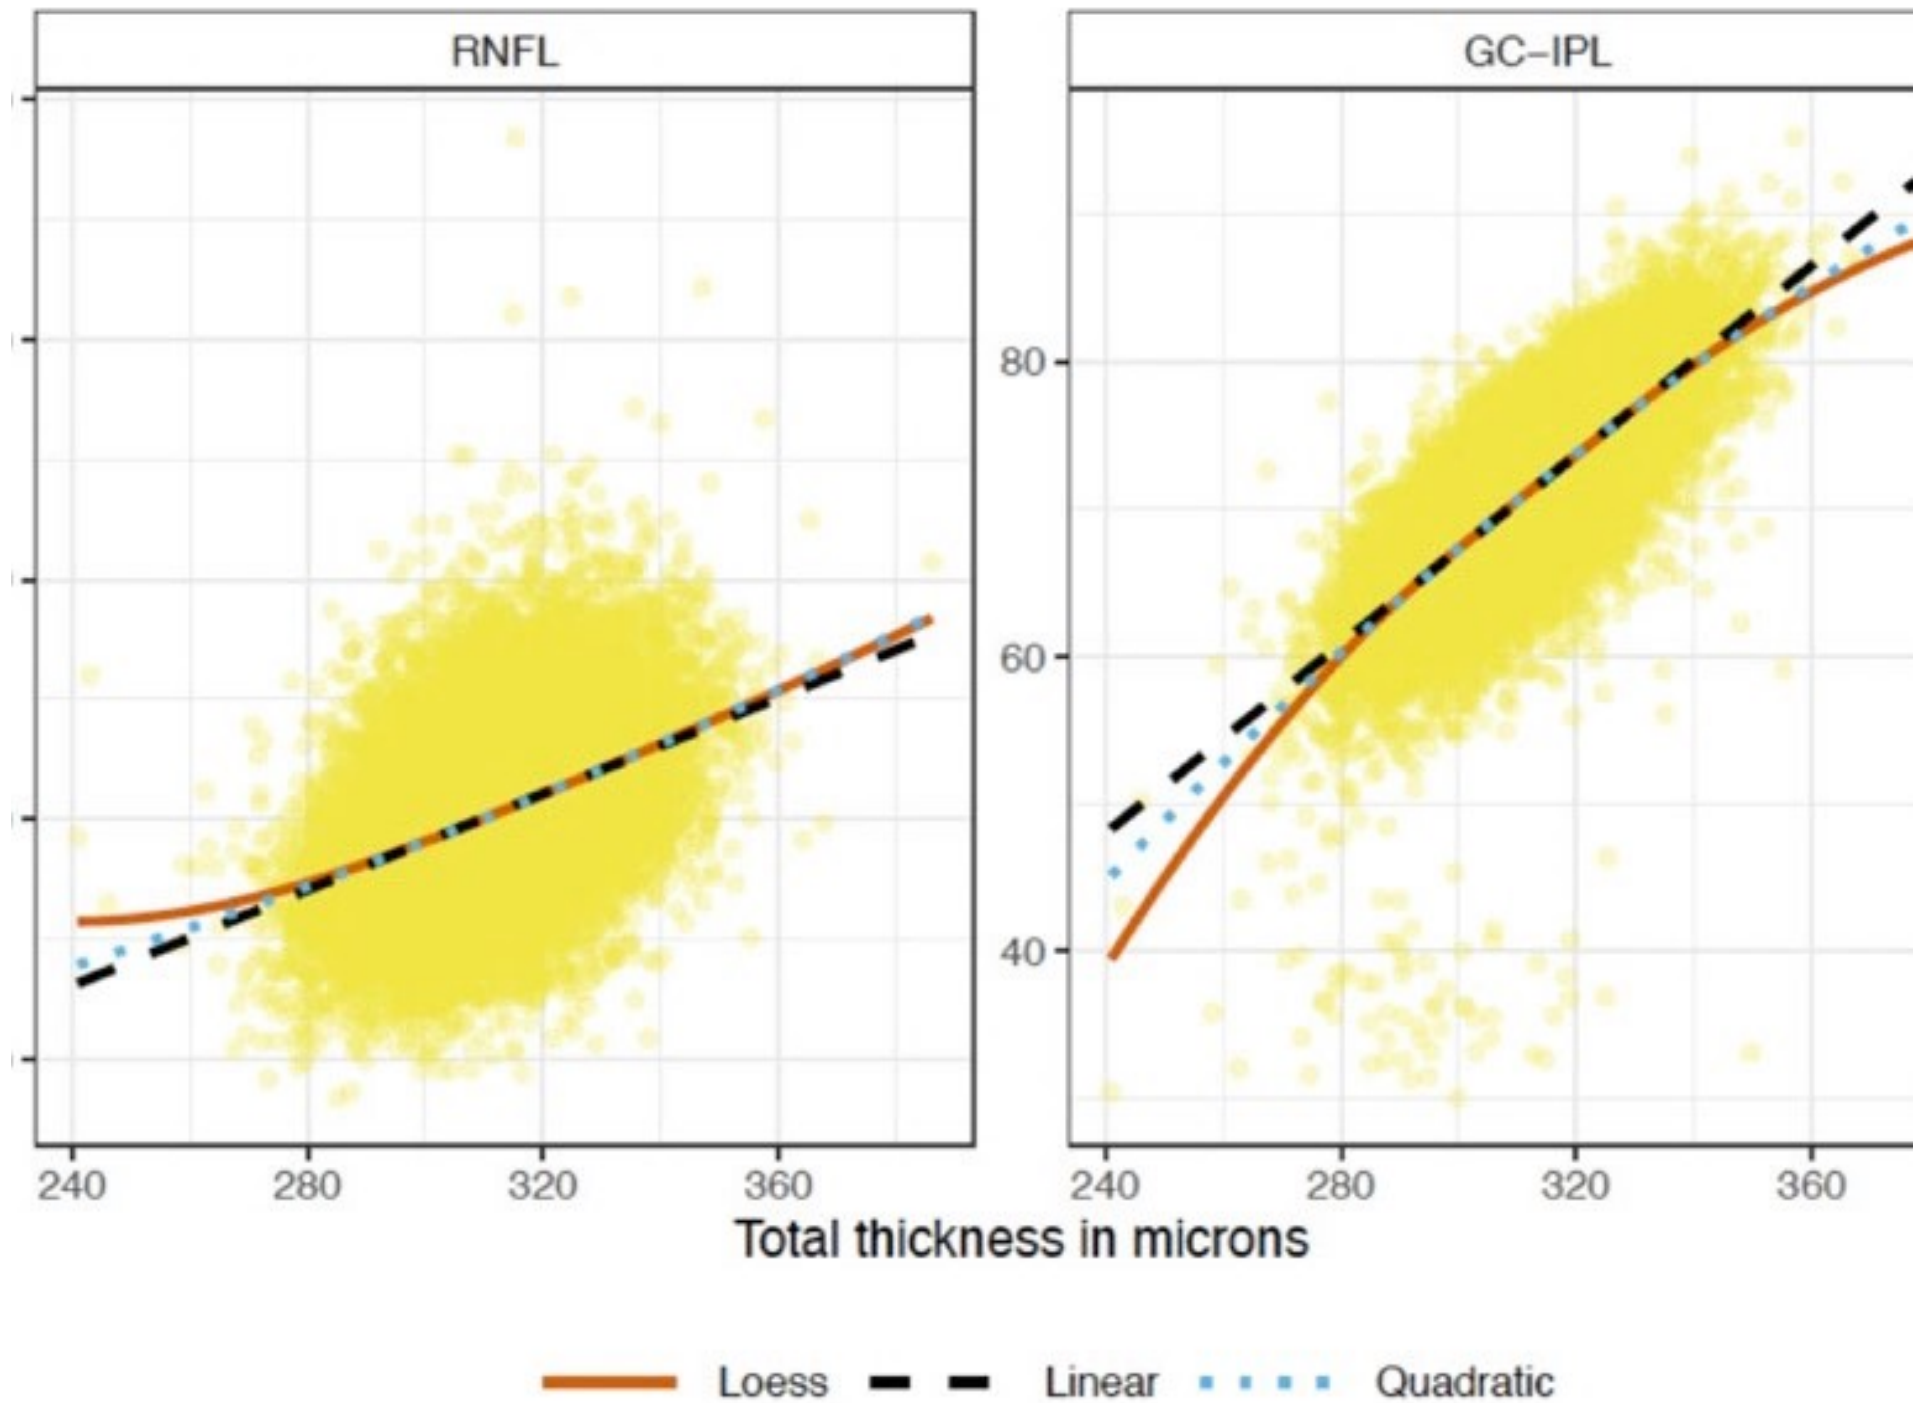 RNFL
GC−IPL
80
60
40
240 280 320 360
240 280 320 360
Total thickness in microns
Loess Linear Quadratic